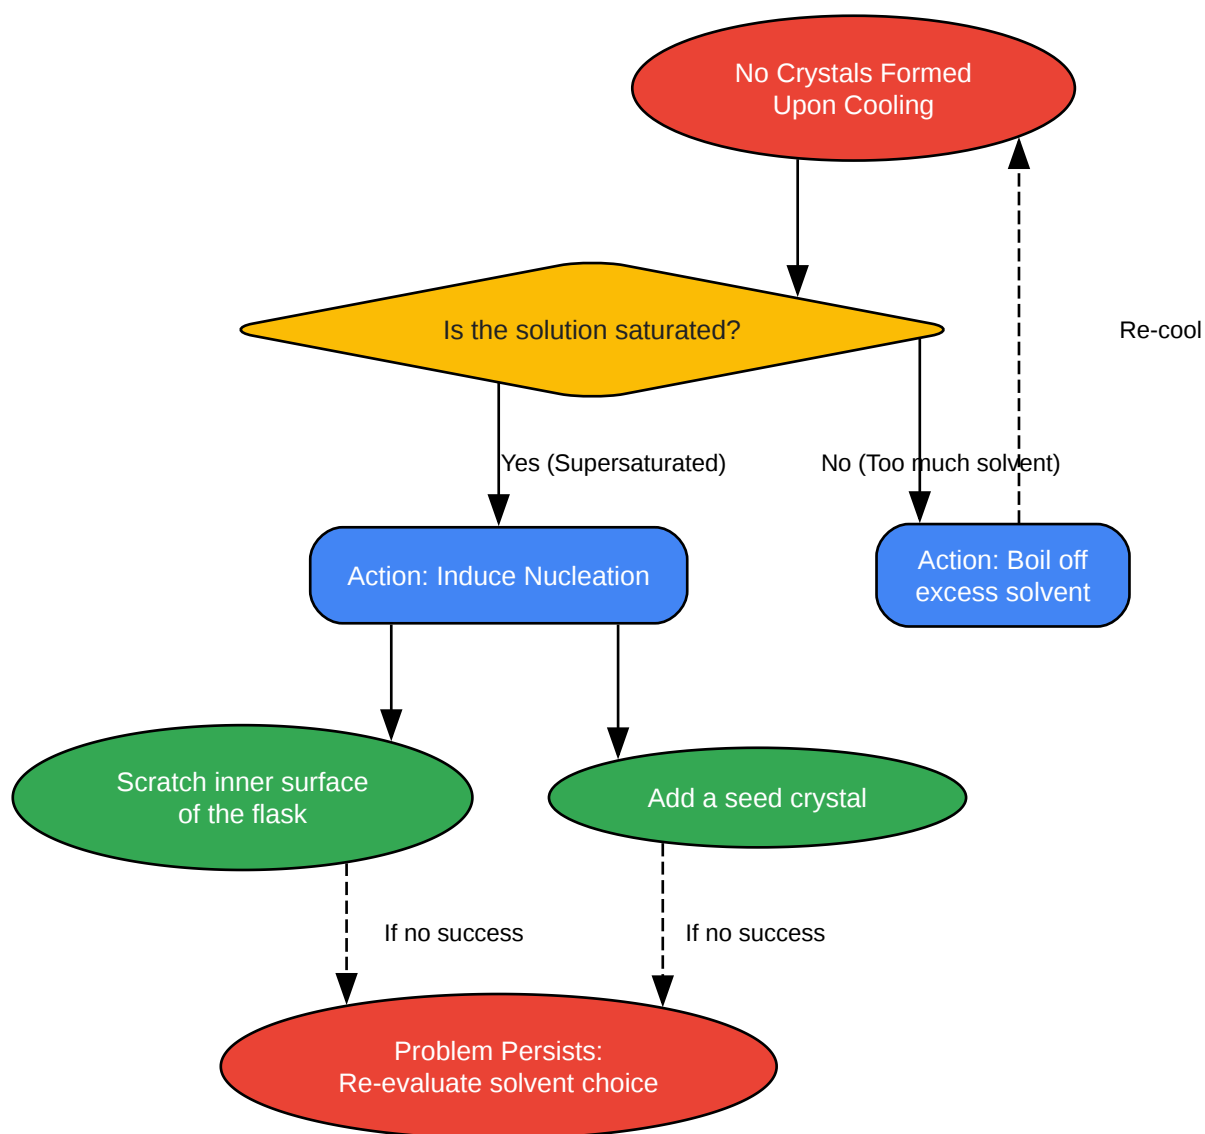 No Crystals Formed
Upon Cooling
Is the solution saturated?
Re-cool
Yes (Supersaturated)
No (Too much solvent)
Action: Induce Nucleation
Action: Boil off
excess solvent
Scratch inner surface
of the flask
Add a seed crystal
If no success
If no success
Problem Persists:
Re-evaluate solvent choice